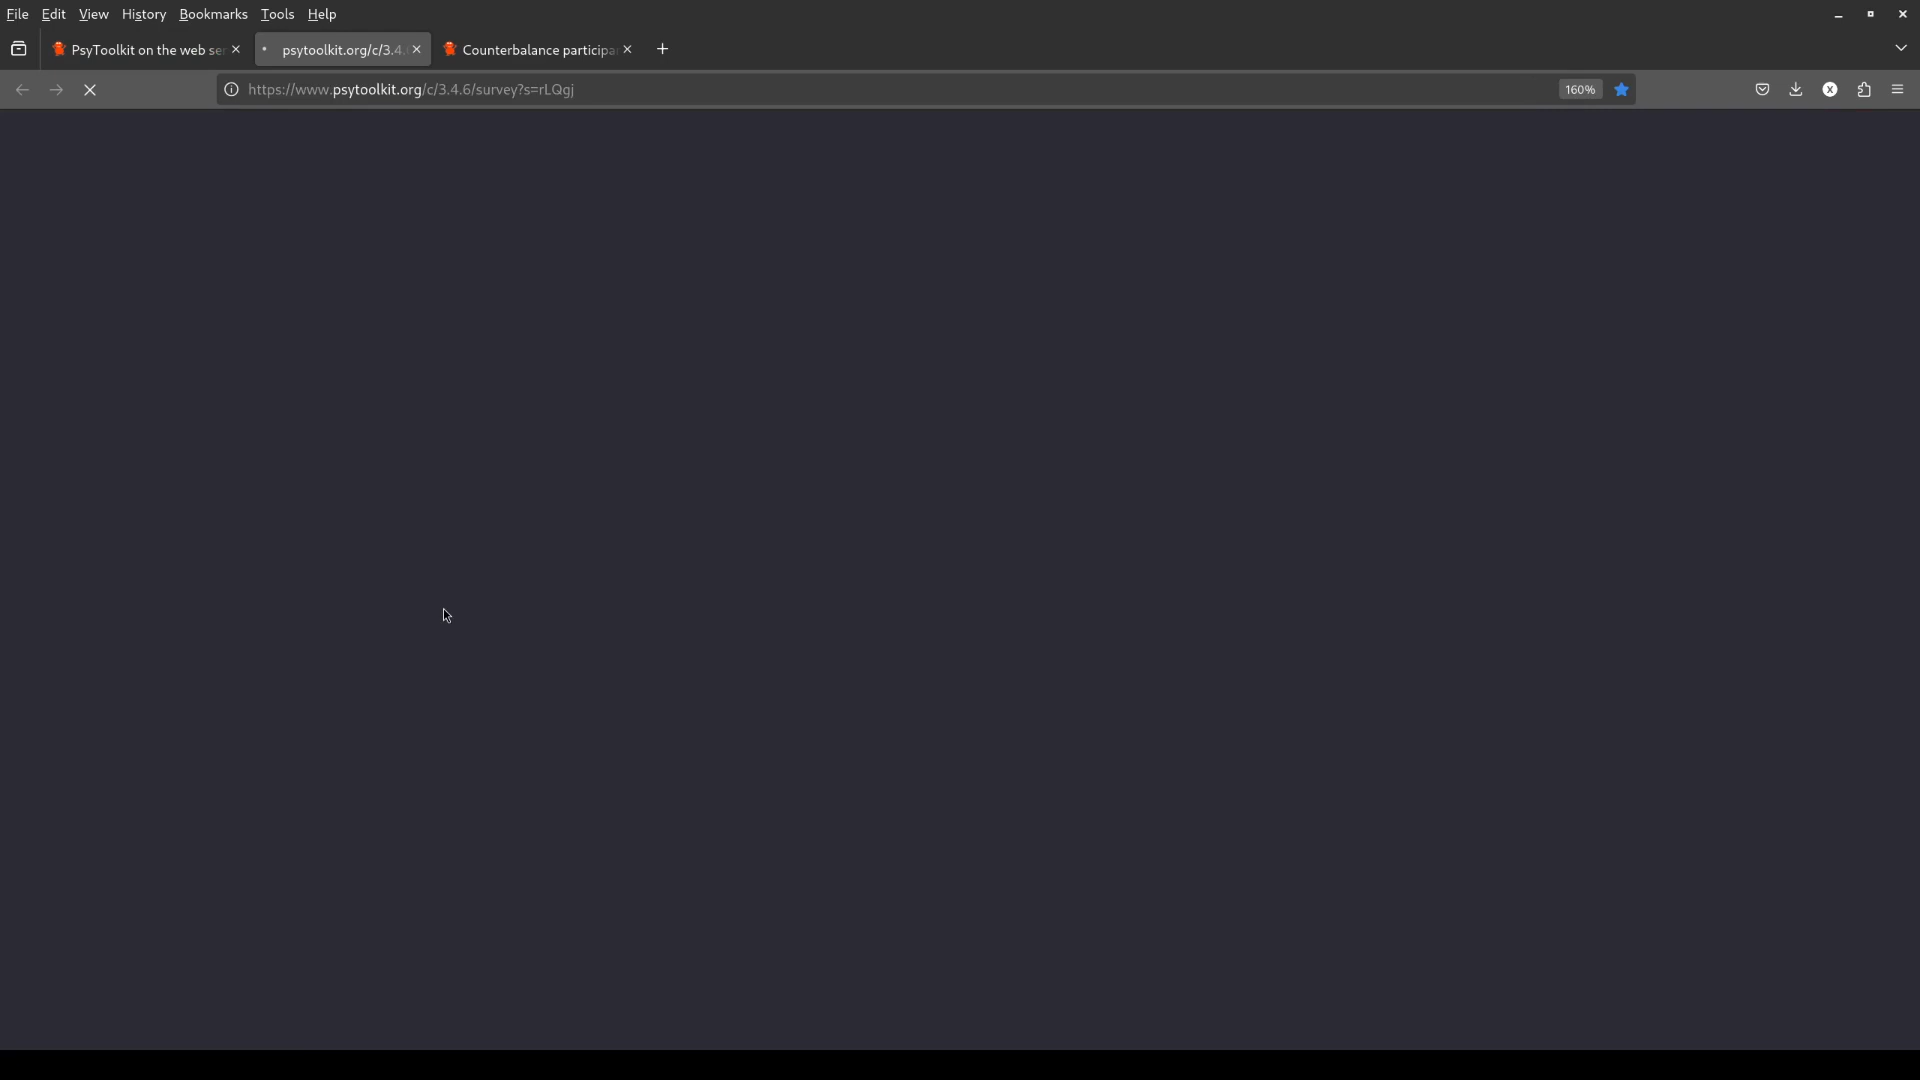 File Edit View History Bookmarks Tools Help
PsyToolkit on the web ser psytoolkit.org/c/3.4. Counterbalance participa
https://www.psytoolkit.org/c/3.4.6/survey?s=rLQgj 160% X